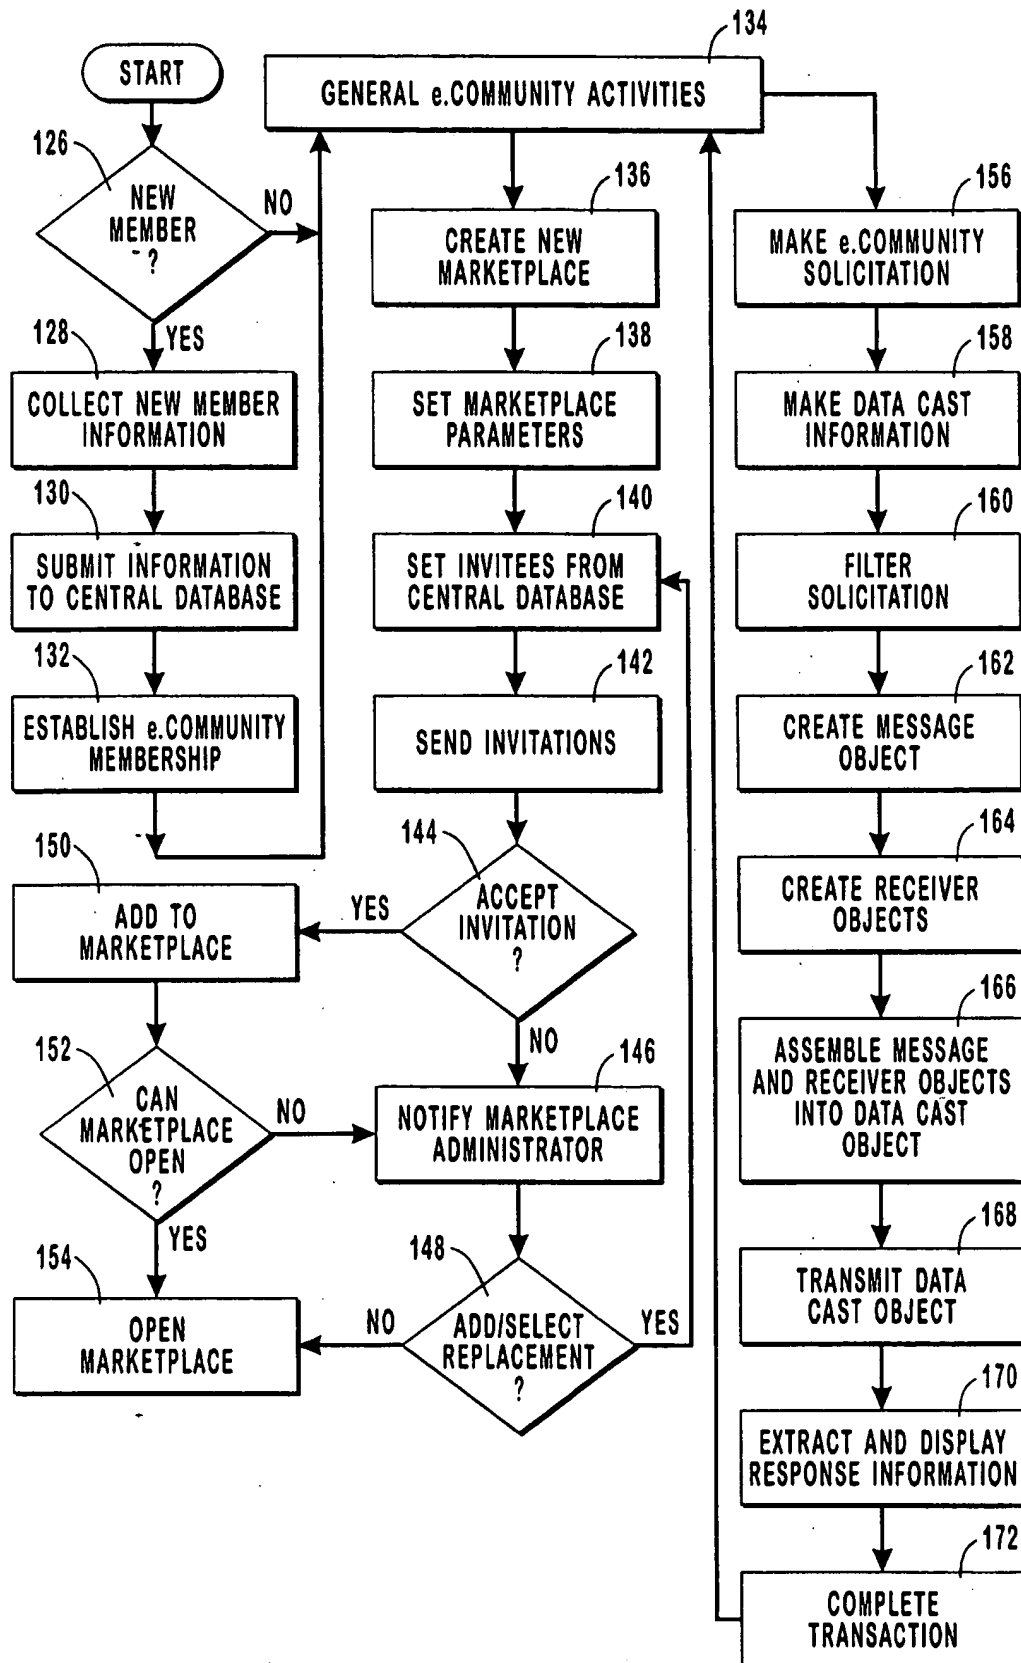 START
134
GENERAL e.COMMUNITY ACTIVITIES
126
NEW
MEMBER
?
NO
YES
128
COLLECT NEW MEMBER
INFORMATION
130
SUBMIT INFORMATION
TO CENTRAL DATABASE
132
ESTABLISH e.COMMUNITY
MEMBERSHIP
136
CREATE NEW
MARKETPLACE
138
SET MARKETPLACE
PARAMETERS
140
SET INVITEES FROM
CENTRAL DATABASE
142
SEND INVITATIONS
144
ACCEPT
INVITATION
?
YES
NO
150
ADD TO
MARKETPLACE
152
CAN
MARKETPLACE
OPEN
?
NO
YES
146
NOTIFY MARKETPLACE
ADMINISTRATOR
148
ADD/SELECT
REPLACEMENT
?
NO
YES
154
OPEN
MARKETPLACE
156
MAKE e.COMMUNITY
SOLICITATION
158
MAKE DATA CAST
INFORMATION
160
FILTER
SOLICITATION
162
CREATE MESSAGE
OBJECT
164
CREATE RECEIVER
OBJECTS
166
ASSEMBLE MESSAGE
AND RECEIVER OBJECTS
INTO DATA CAST
OBJECT
168
TRANSMIT DATA
CAST OBJECT
170
EXTRACT AND DISPLAY
RESPONSE INFORMATION
172
COMPLETE
TRANSACTION